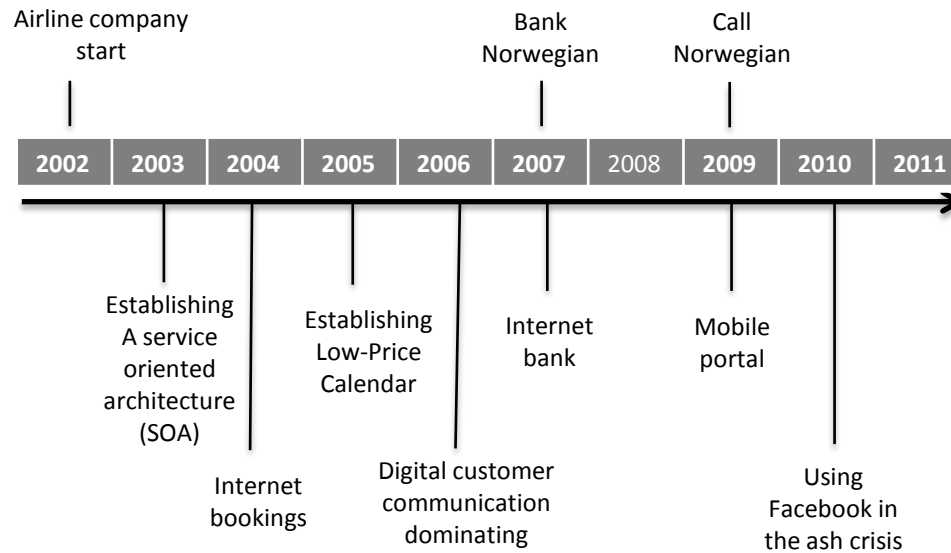 Airline company
start
Bank
Norwegian
Call
Norwegian
2002 2003 2004 2005 2006 2007 2008 2009 2010 2011
Establishing
A service
oriented
architecture
(SOA)
Internet
bookings
Establishing
Low-Price
Calendar
Digital customer
communication
dominating
Internet
bank
Mobile
portal
Using
Facebook in
the ash crisis